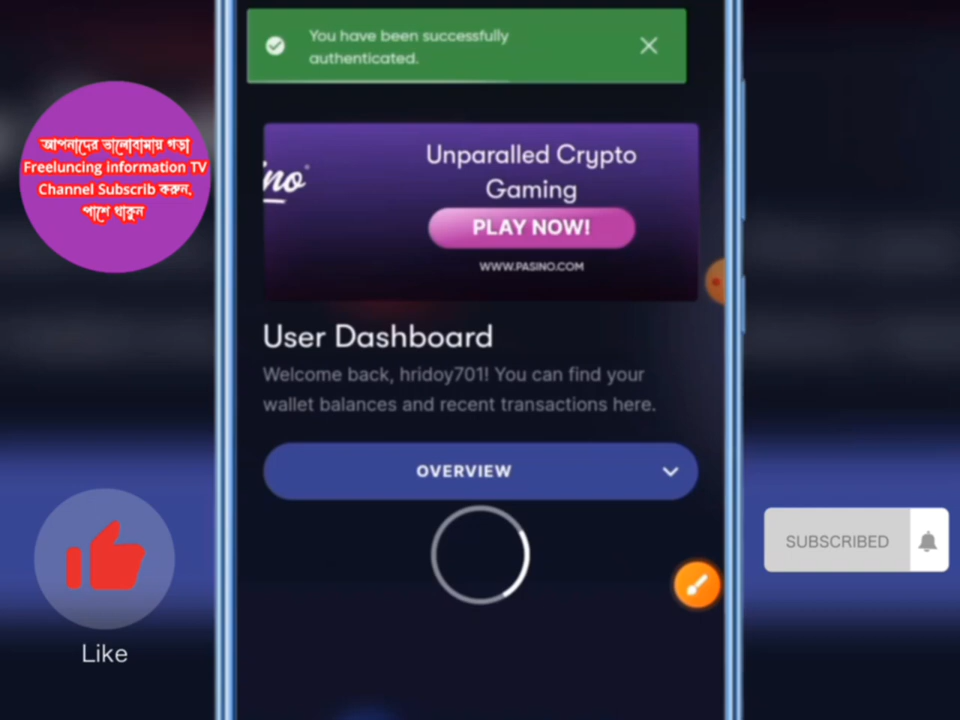 You have been successfully
authenticated.
আপনাদের ভালোবাসায় গড়া
Freeluncing information TV
Channel Subscrib করুন,
পাশে থাকুন
Unparalled Crypto
Gaming
PLAY NOW!
WWW.PASINO.COM
User Dashboard
Welcome back, hridoy701! You can find your
wallet balances and recent transactions here.
OVERVIEW
SUBSCRIBED
Like